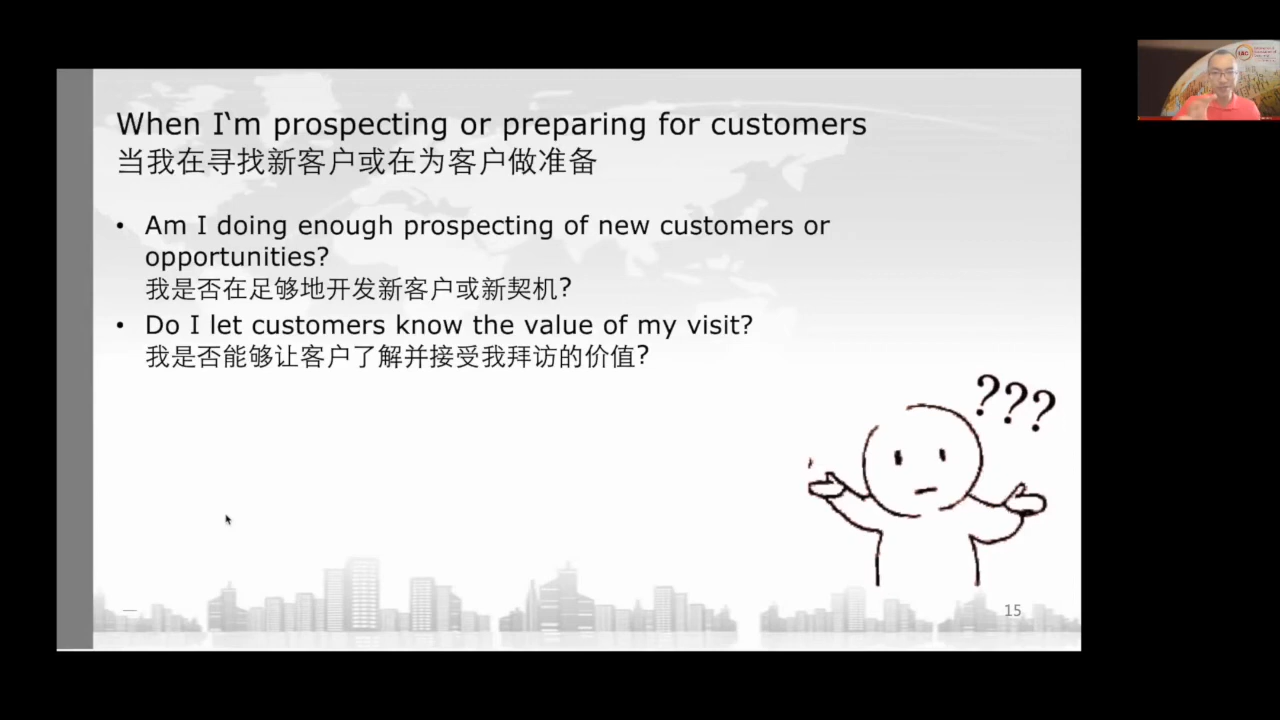 When I‘m prospecting or preparing for customers
当我在寻找新客户或在为客户做准备
• Am I doing enough prospecting of new customers or
opportunities?
我是否在足够地开发新客户或新契机?
• Do I let customers know the value of my visit?
我是否能够让客户了解并接受我拜访的价值?
???
15
IAC